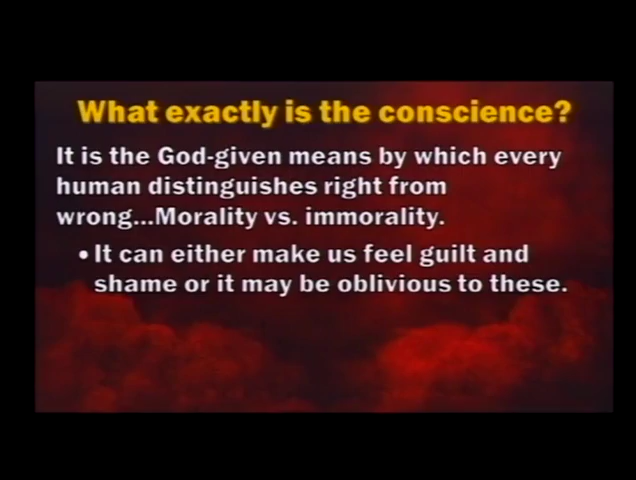 What exactly is the conscience?
It is the God-given means by which every
human distinguishes right from
wrong...Morality vs. immorality.
• It can either make us feel guilt and
shame or it may be oblivious to these.